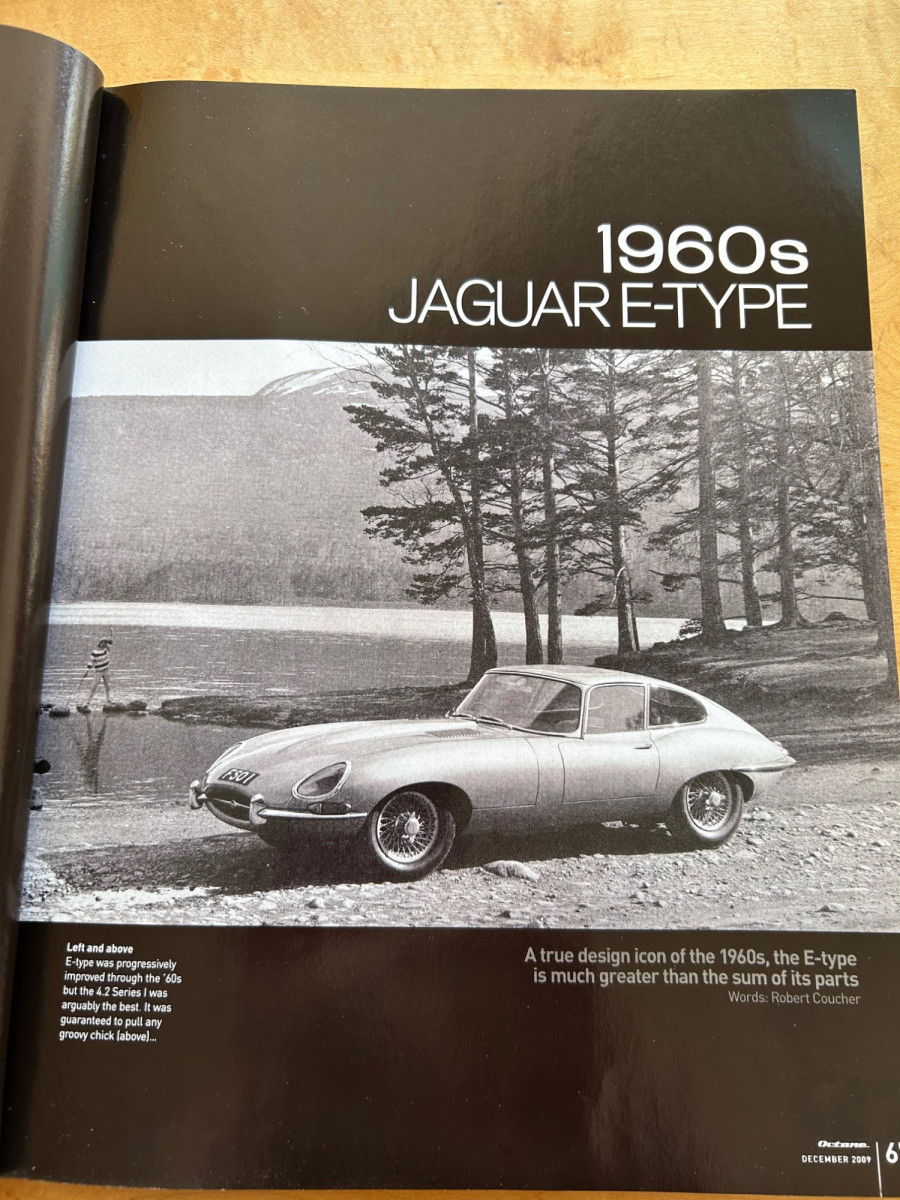 1960s
JAGUAR E-TYPE
FSO 1
Left and above
E-type was progressively
improved through the '60s
but the 4.2 Series I was
arguably the best. It was
guaranteed to pull any
groovy chick (above)...
A true design icon of the 1960s, the E-type
is much greater than the sum of its parts
Words: Robert Coucher
Octane
DECEMBER 2009